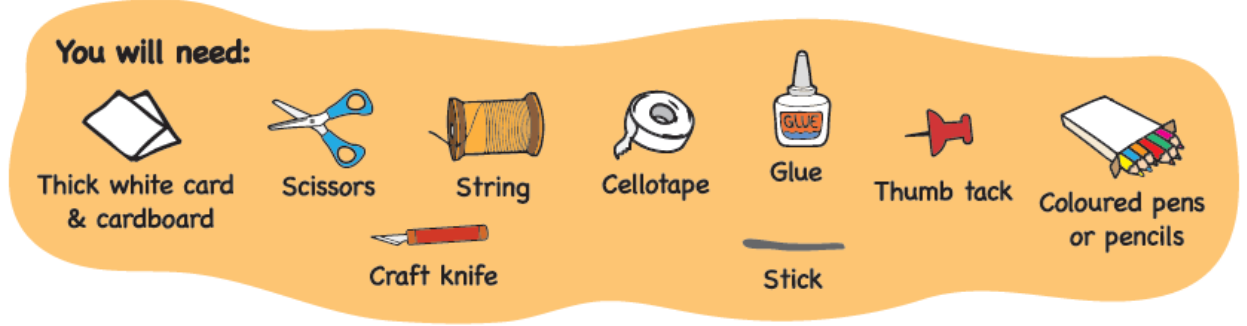 You will need:
Thick white card
& cardboard
Scissors
String
Cellotape
GLUE
Glue
Thumb tack
Coloured pens
or pencils
Craft knife
Stick